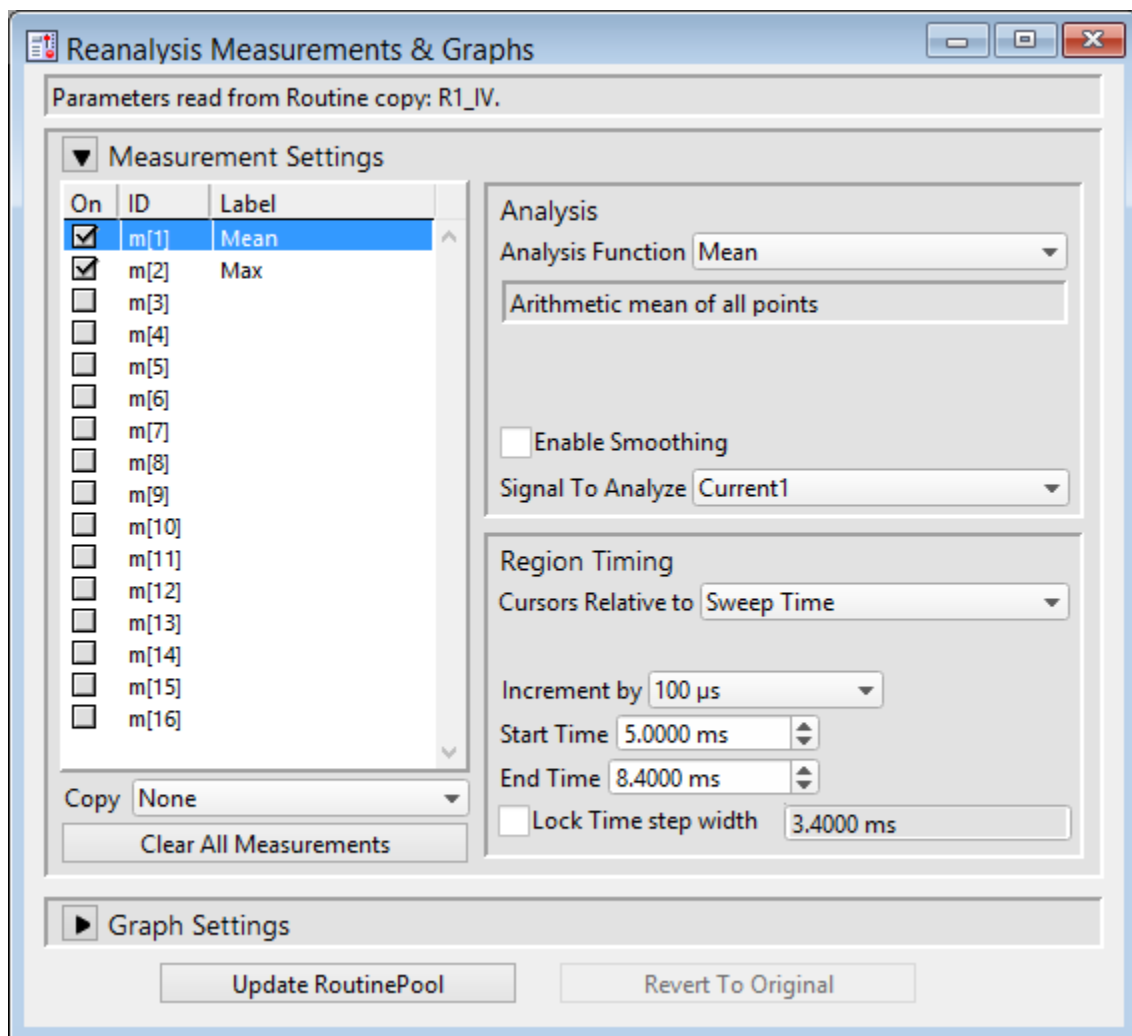 Reanalysis Measurements & Graphs
Parameters read from Routine copy: R1_IV.
Measurement Settings
On ID Label
m[1] Mean
m[2] Max
m[3]
m[4]
m[5]
m[6]
m[7]
m[8]
m[9]
m[10]
m[11]
m[12]
m[13]
m[14]
m[15]
m[16]
Copy None
Clear All Measurements
Analysis
Analysis Function Mean
Arithmetic mean of all points
Enable Smoothing
Signal To Analyze Current1
Region Timing
Cursors Relative to Sweep Time
Increment by 100 µs
Start Time 5.0000 ms
End Time 8.4000 ms
Lock Time step width 3.4000 ms
Graph Settings
Update RoutinePool Revert To Original